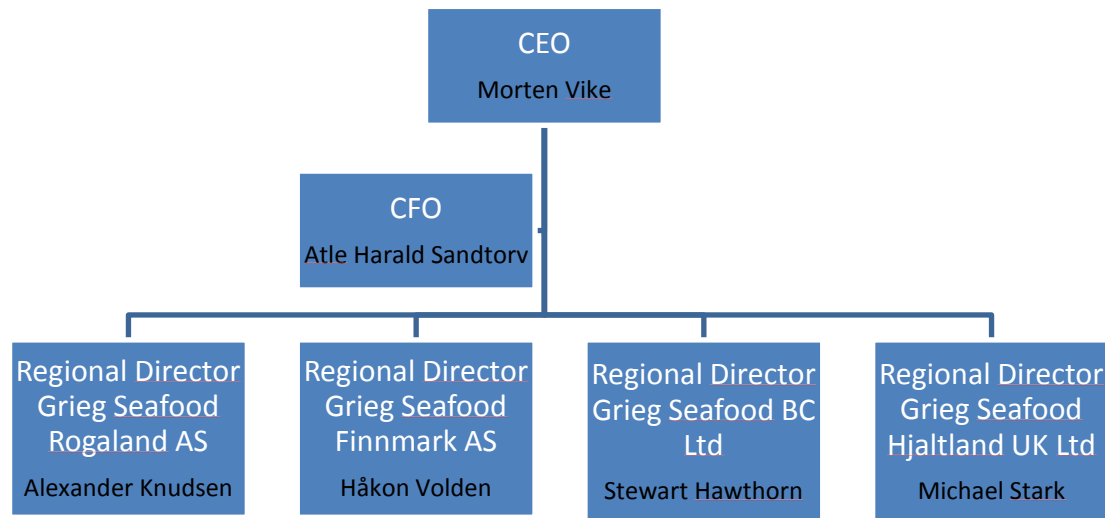 CEO
Morten Vike
CFO
Atle Harald Sandtorv
Regional Director
Grieg Seafood
Rogaland AS
Alexander Knudsen
Regional Director
Grieg Seafood
Finnmark AS
Håkon Volden
Regional Director
Grieg Seafood BC
Ltd
Stewart Hawthorn
Regional Director
Grieg Seafood
Hjaltland UK Ltd
Michael Stark